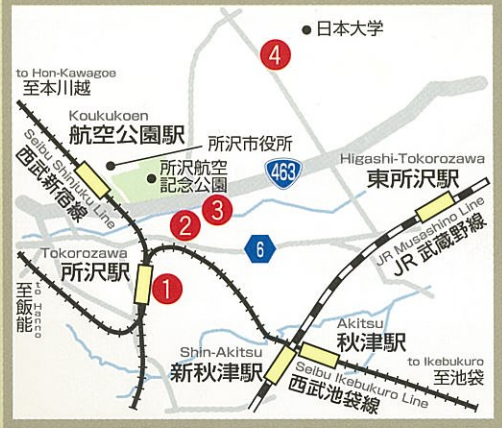 日本大学
4
to Hon-Kawagoe
至本川越
Koukukoen
航空公園駅
所沢市役所
所沢航空
記念公園
463
Higashi-Tokorozawa
東所沢駅
Seibu Shinjuku Line
西武新宿線
3
2
6
JR Musashino Line
JR 武蔵野線
Tokorozawa
所沢駅
1
to Hanno
至飯能
Akitsu
秋津駅
Shin-Akitsu
新秋津駅
to Ikebukuro
至池袋
Seibu Ikebukuro Line
西武池袋線